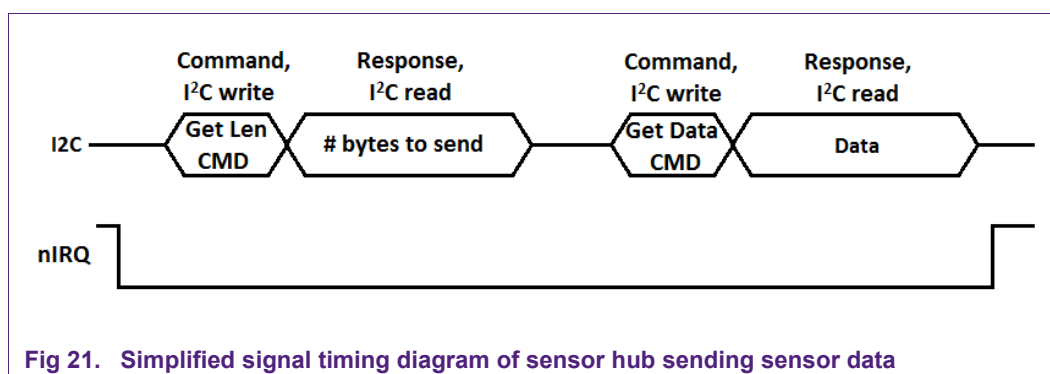 Command,
I²C write
Response,
I²C read
Command,
I²C write
Response,
I²C read
I2C
Get Len
CMD
# bytes to send
Get Data
CMD
Data
nIRQ
Fig 21. Simplified signal timing diagram of sensor hub sending sensor data